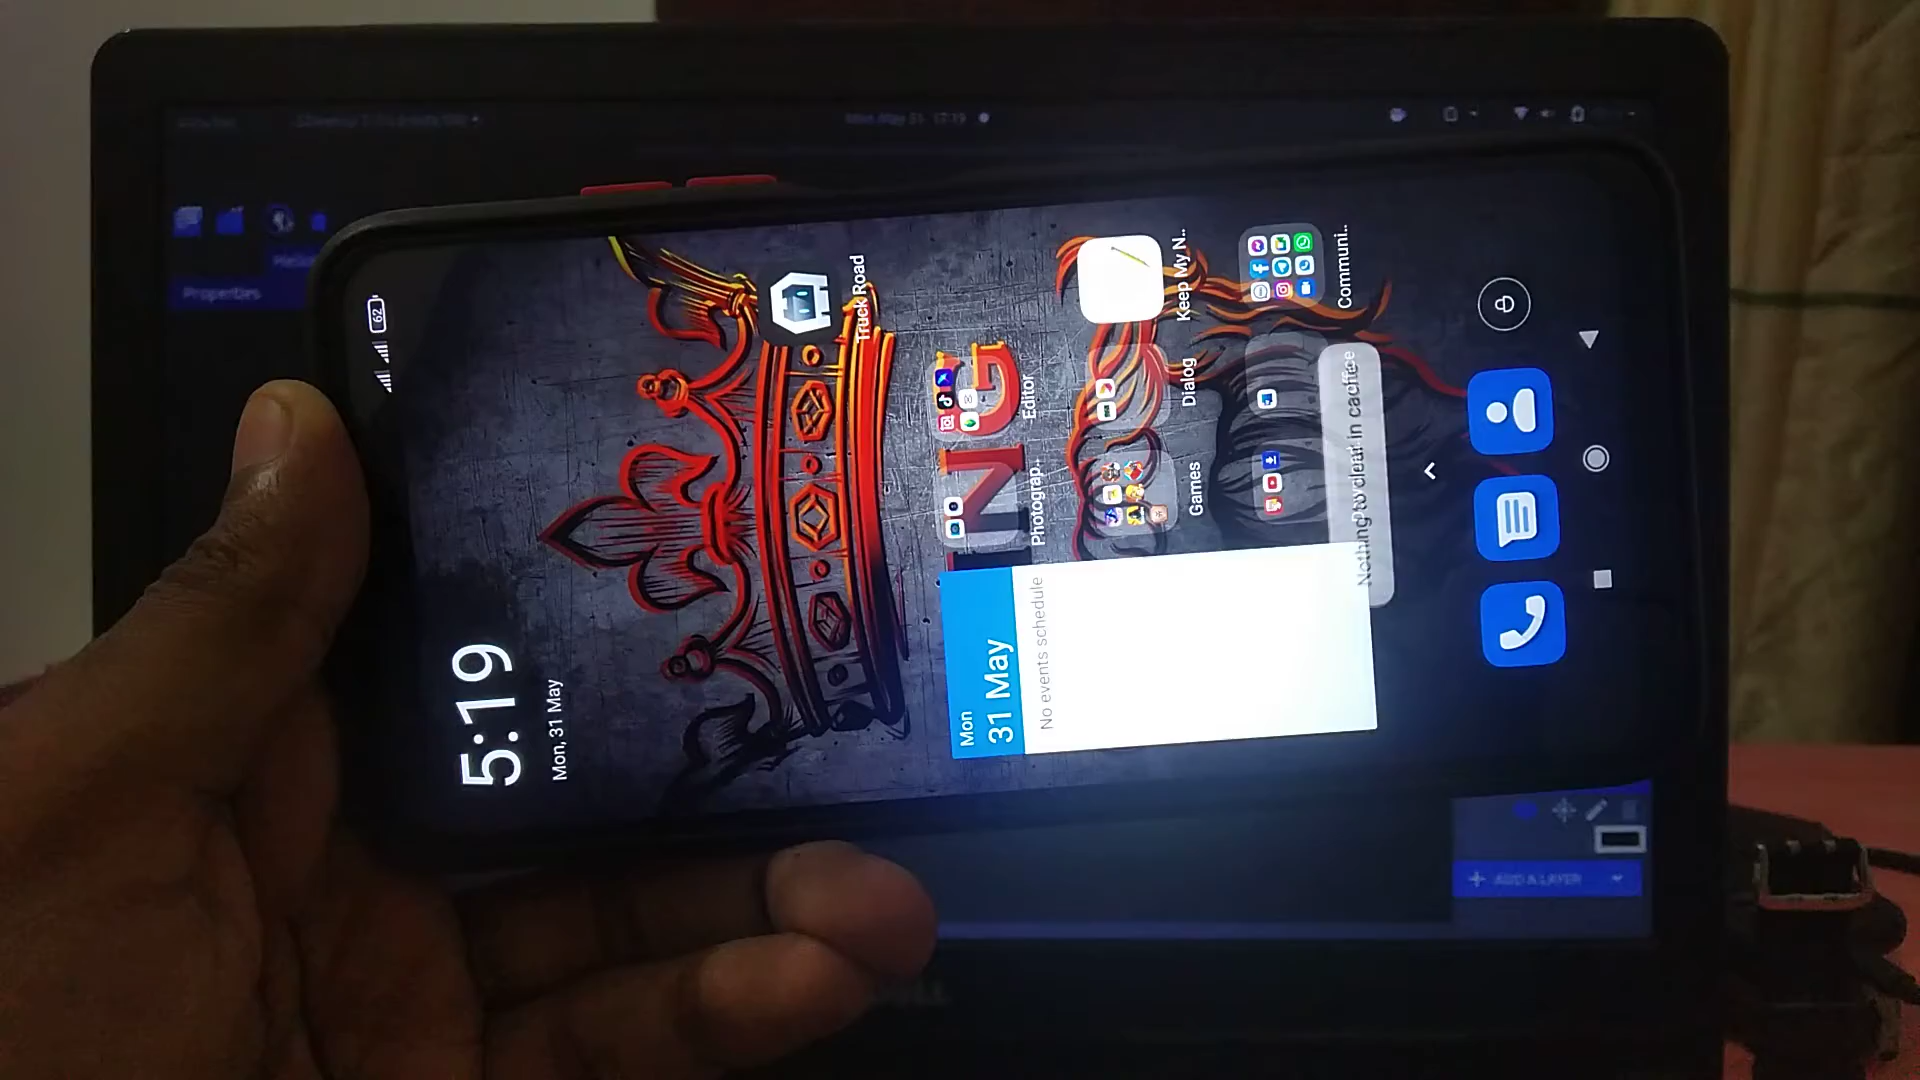 62
5:19
Mon, 31 May
Truck Road
NG
Photograp..
Editor
Mon
31 May
No events schedule
Games
Dialog
Keep My N..
Communi..
Nothing to clear in
Properties
ADD A LAYER